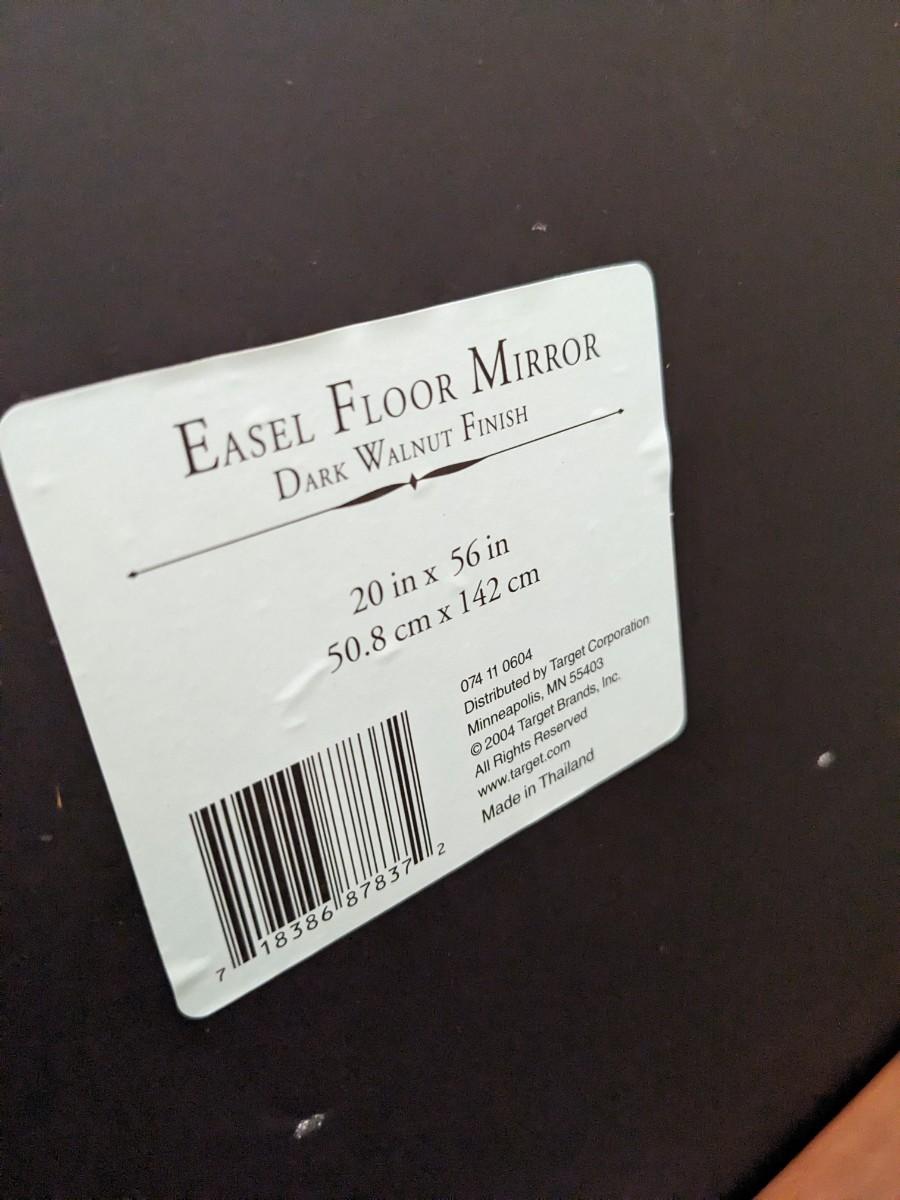 EASEL FLOOR MIRROR
DARK WALNUT FINISH
20 in x 56 in
50.8 cm x 142 cm
074 11 0604
Distributed by Target Corporation
Minneapolis, MN 55403
© 2004 Target Brands, Inc.
All Rights Reserved
www.target.com
Made in Thailand
7 18386 87837 2